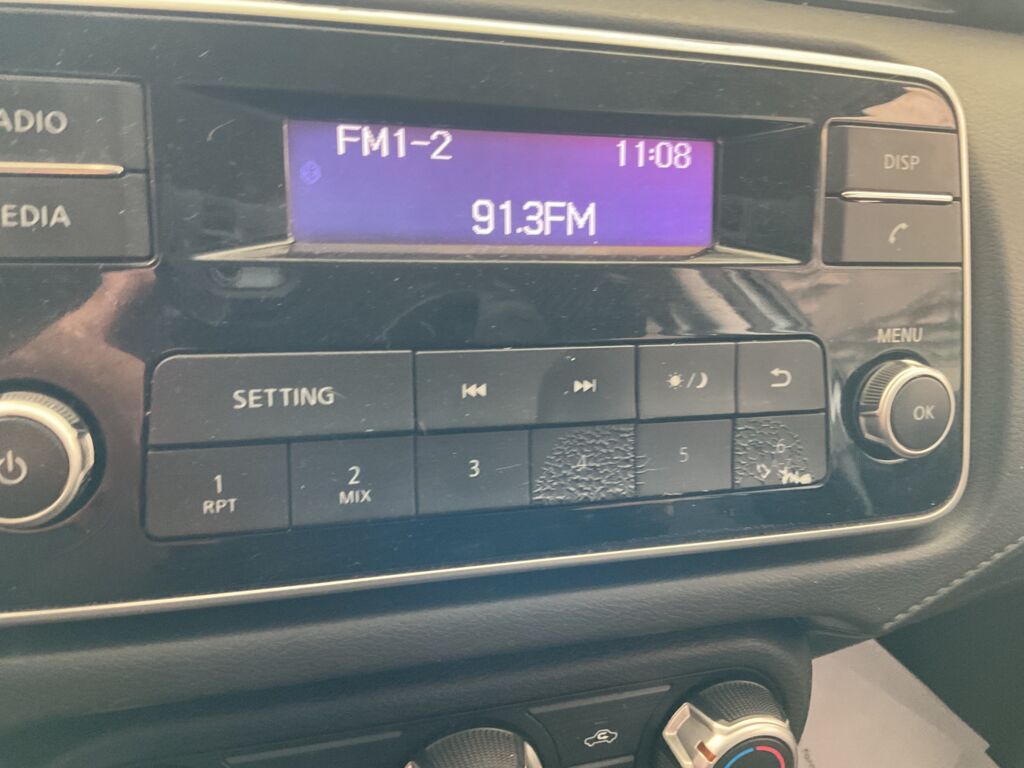 ADIO
FM1-2
11:08
DISP
EDIA
91.3FM
MENU
SETTING
OK
1
RPT
2
MIX
3
4
5
6